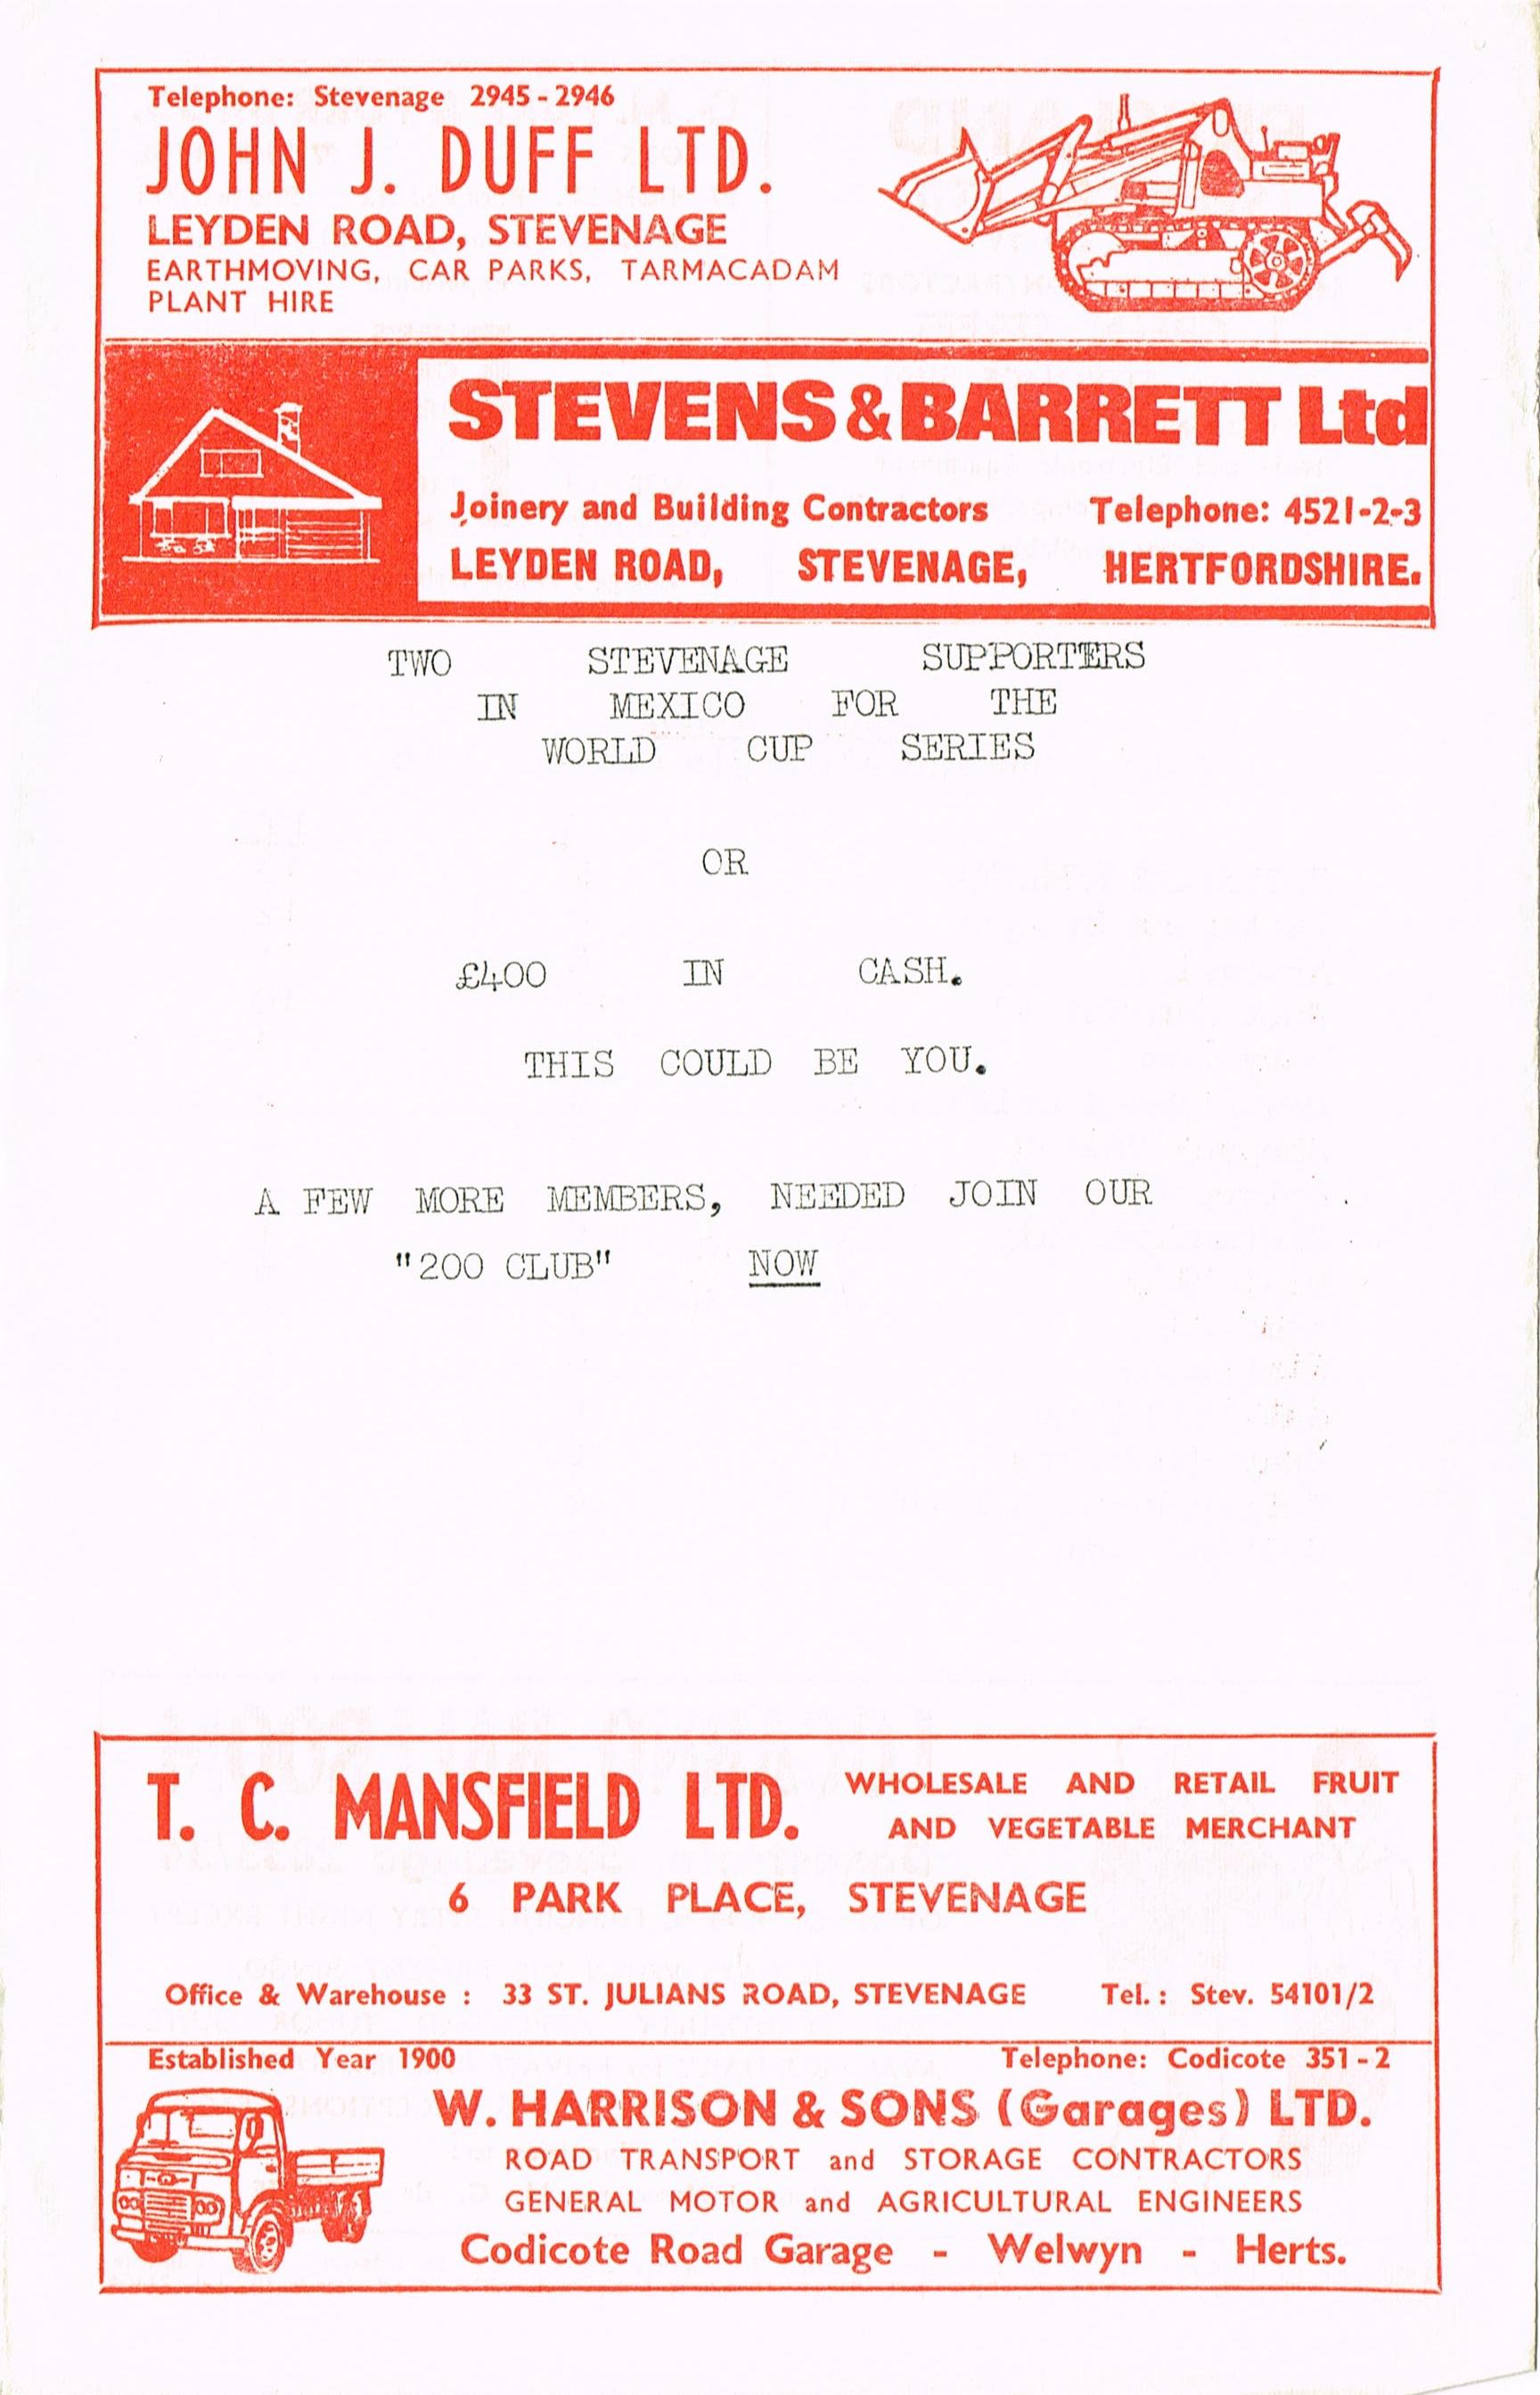 Telephone: Stevenage 2945 - 2946
JOHN J. DUFF LTD.
LEYDEN ROAD, STEVENAGE
EARTHMOVING, CAR PARKS, TARMACADAM
PLANT HIRE
STEVENS & BARRETT Ltd
Joinery and Building Contractors Telephone: 4521-2-3
LEYDEN ROAD, STEVENAGE, HERTFORDSHIRE.
TWO STEVENAGE SUPPORTERS
IN MEXICO FOR THE
WORLD CUP SERIES
OR
£400 IN CASH.
THIS COULD BE YOU.
A FEW MORE MEMBERS, NEEDED JOIN OUR
"200 CLUB" NOW
T. C. MANSFIELD LTD.
WHOLESALE AND RETAIL FRUIT
AND VEGETABLE MERCHANT
6 PARK PLACE, STEVENAGE
Office & Warehouse : 33 ST. JULIANS ROAD, STEVENAGE Tel. : Stev. 54101/2
Established Year 1900 Telephone: Codicote 351 - 2
W. HARRISON & SONS (Garages) LTD.
ROAD TRANSPORT and STORAGE CONTRACTORS
GENERAL MOTOR and AGRICULTURAL ENGINEERS
Codicote Road Garage - Welwyn - Herts.